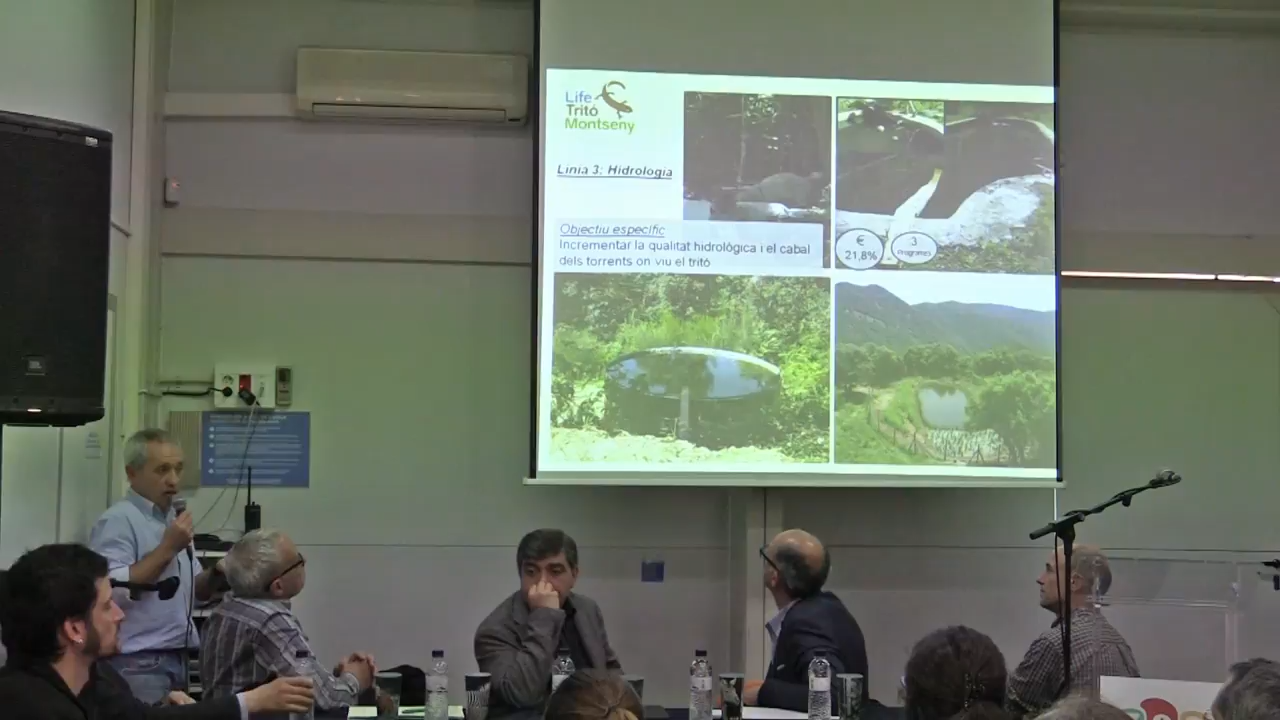 Life
Tritó
Montseny
Línia 3: Hidrologia
Objectiu específic
Incrementar la qualitat hidrològica i el cabal
dels torrents on viu el tritó
€
21,8%
3
Programes
JBL